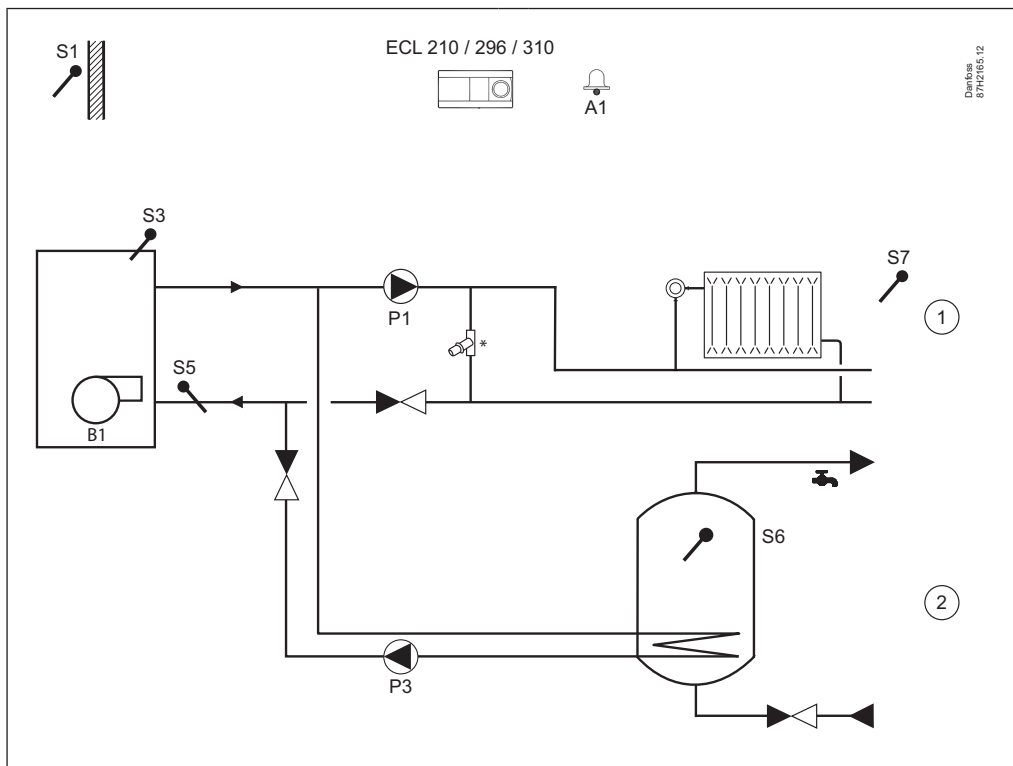 S1
ECL 210 / 296 / 310
A1
Danfoss
87H2165.12
S3
S7
P1
1
*
S5
B1
S6
2
P3